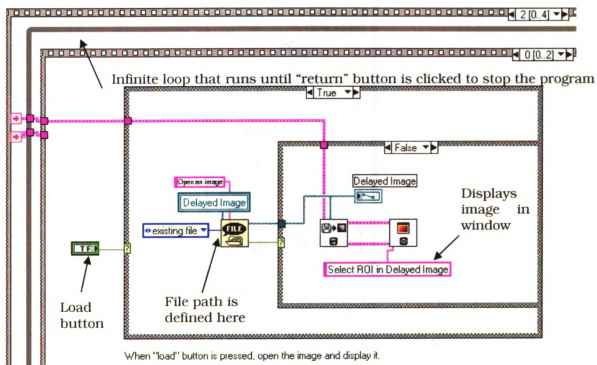 2 [0..4]
0 [0..2]
Infinite loop that runs until “return” button is clicked to stop the program
True
False
Open an image
Delayed Image
Delayed Image
Displays
image in
window
existing file
FILE
TF
Select ROI in Delayed Image
Load
button
File path is
defined here
When "load" button is pressed, open the image and display it.